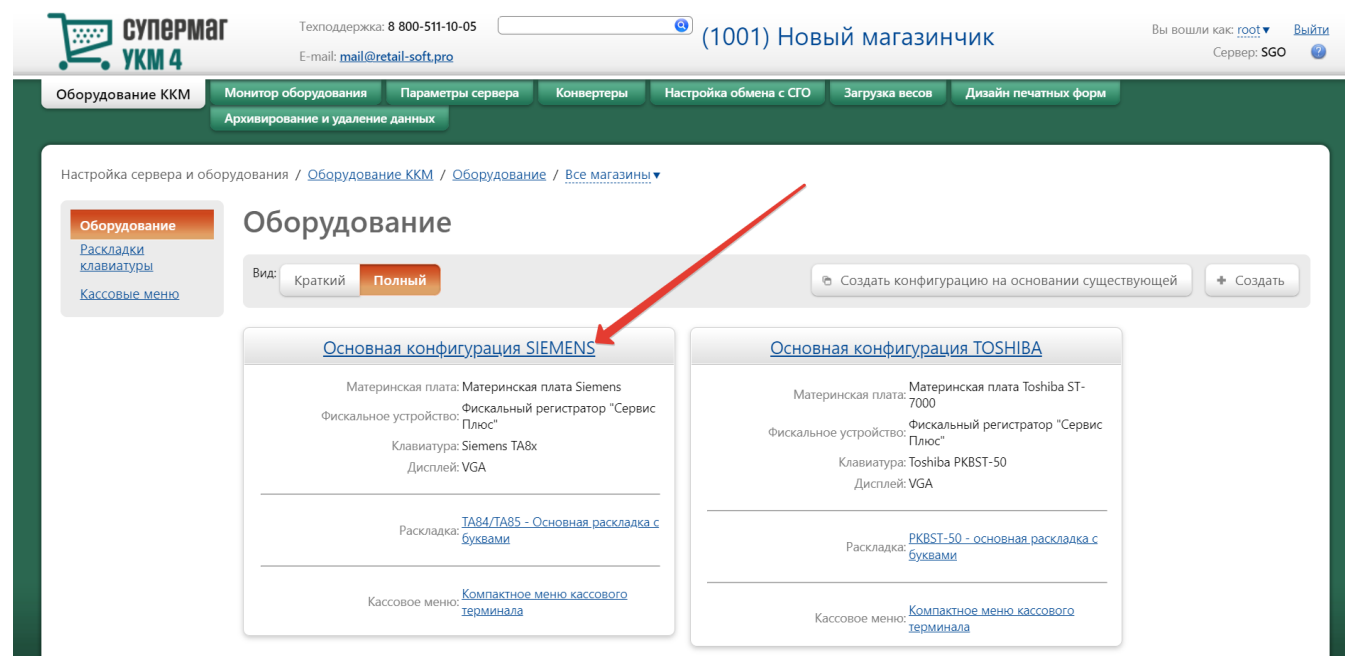 СУПЕРМАГ
УКМ 4
Техподдержка: 8 800-511-10-05
E-mail: mail@retail-soft.pro
(1001) Новый магазинчик
Вы вошли как: root▼ Выйти
Сервер: SGO ?
Оборудование ККМ Монитор оборудования Параметры сервера Конвертеры Настройка обмена с СГО Загрузка весов Дизайн печатных форм
Архивирование и удаление данных
Настройка сервера и оборудования / Оборудование ККМ / Оборудование / Все магазины▼
Оборудование
Раскладки
клавиатуры
Кассовые меню
Оборудование
Вид: Краткий Полный
Создать конфигурацию на основании существующей + Создать
Основная конфигурация SIEMENS
Материнская плата: Материнская плата Siemens
Фискальное устройство: Фискальный регистратор "Сервис
Плюс"
Клавиатура: Siemens TA8x
Дисплей: VGA
Раскладка: TA84/TA85 - Основная раскладка с
буквами
Кассовое меню: Компактное меню кассового
терминала
Основная конфигурация TOSHIBA
Материнская плата: Материнская плата Toshiba ST-
7000
Фискальное устройство: Фискальный регистратор "Сервис
Плюс"
Клавиатура: Toshiba PKBST-50
Дисплей: VGA
Раскладка: PKBST-50 - основная раскладка с
буквами
Кассовое меню: Компактное меню кассового
терминала